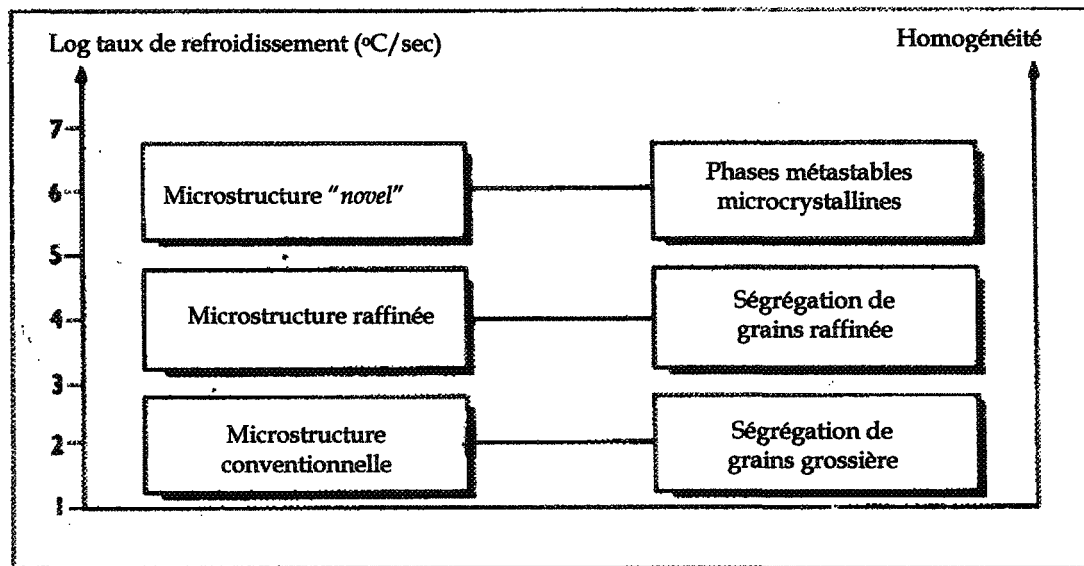 Log taux de refroidissement (ºC/sec)
Homogénéité
7
Microstructure "novel"
Phases métastables
microcrystallines
6
5
Microstructure raffinée
Ségrégation de
grains raffinée
4
3
Microstructure
conventionnelle
Ségrégation de
grains grossière
2
1